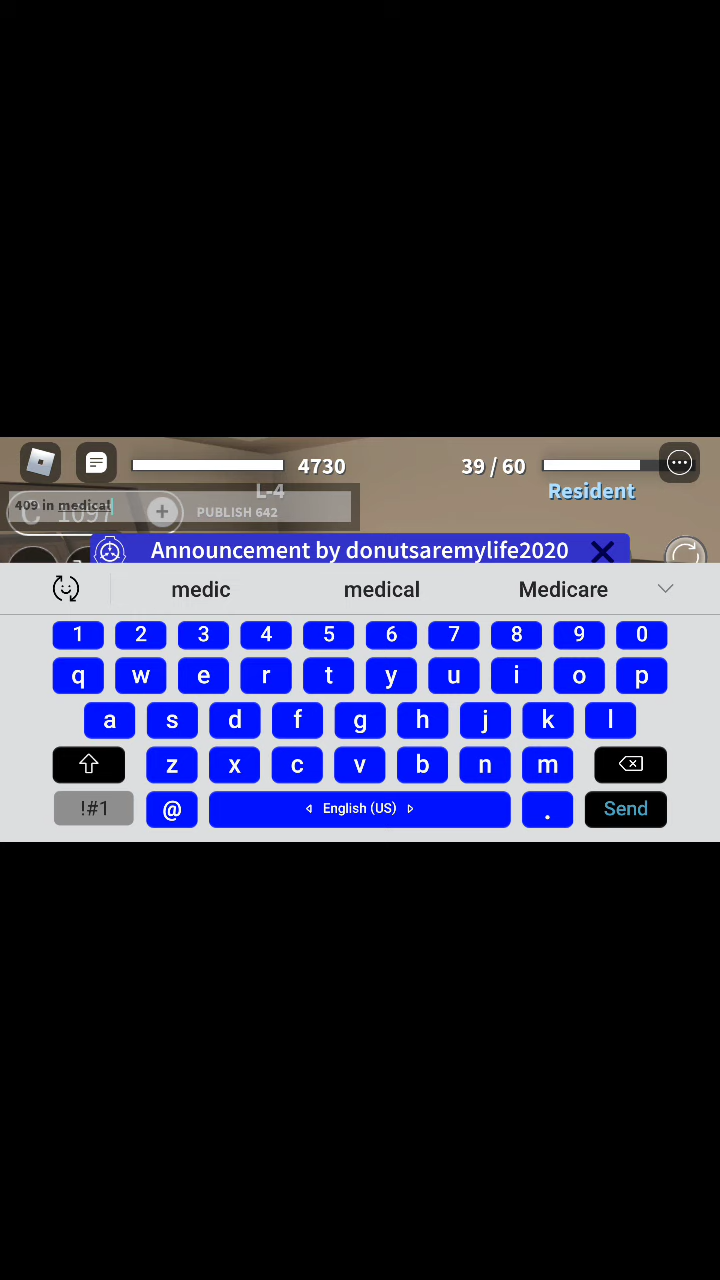 4730
39 / 60
L-4
Resident
409 in medical
C 1097
+
PUBLISH 642
Announcement by donutsaremylife2020
medic medical Medicare
1 2 3 4 5 6 7 8 9 0
q w e r t y u i o p
a s d f g h j k l
z x c v b n m
!#1 @ English (US) . Send